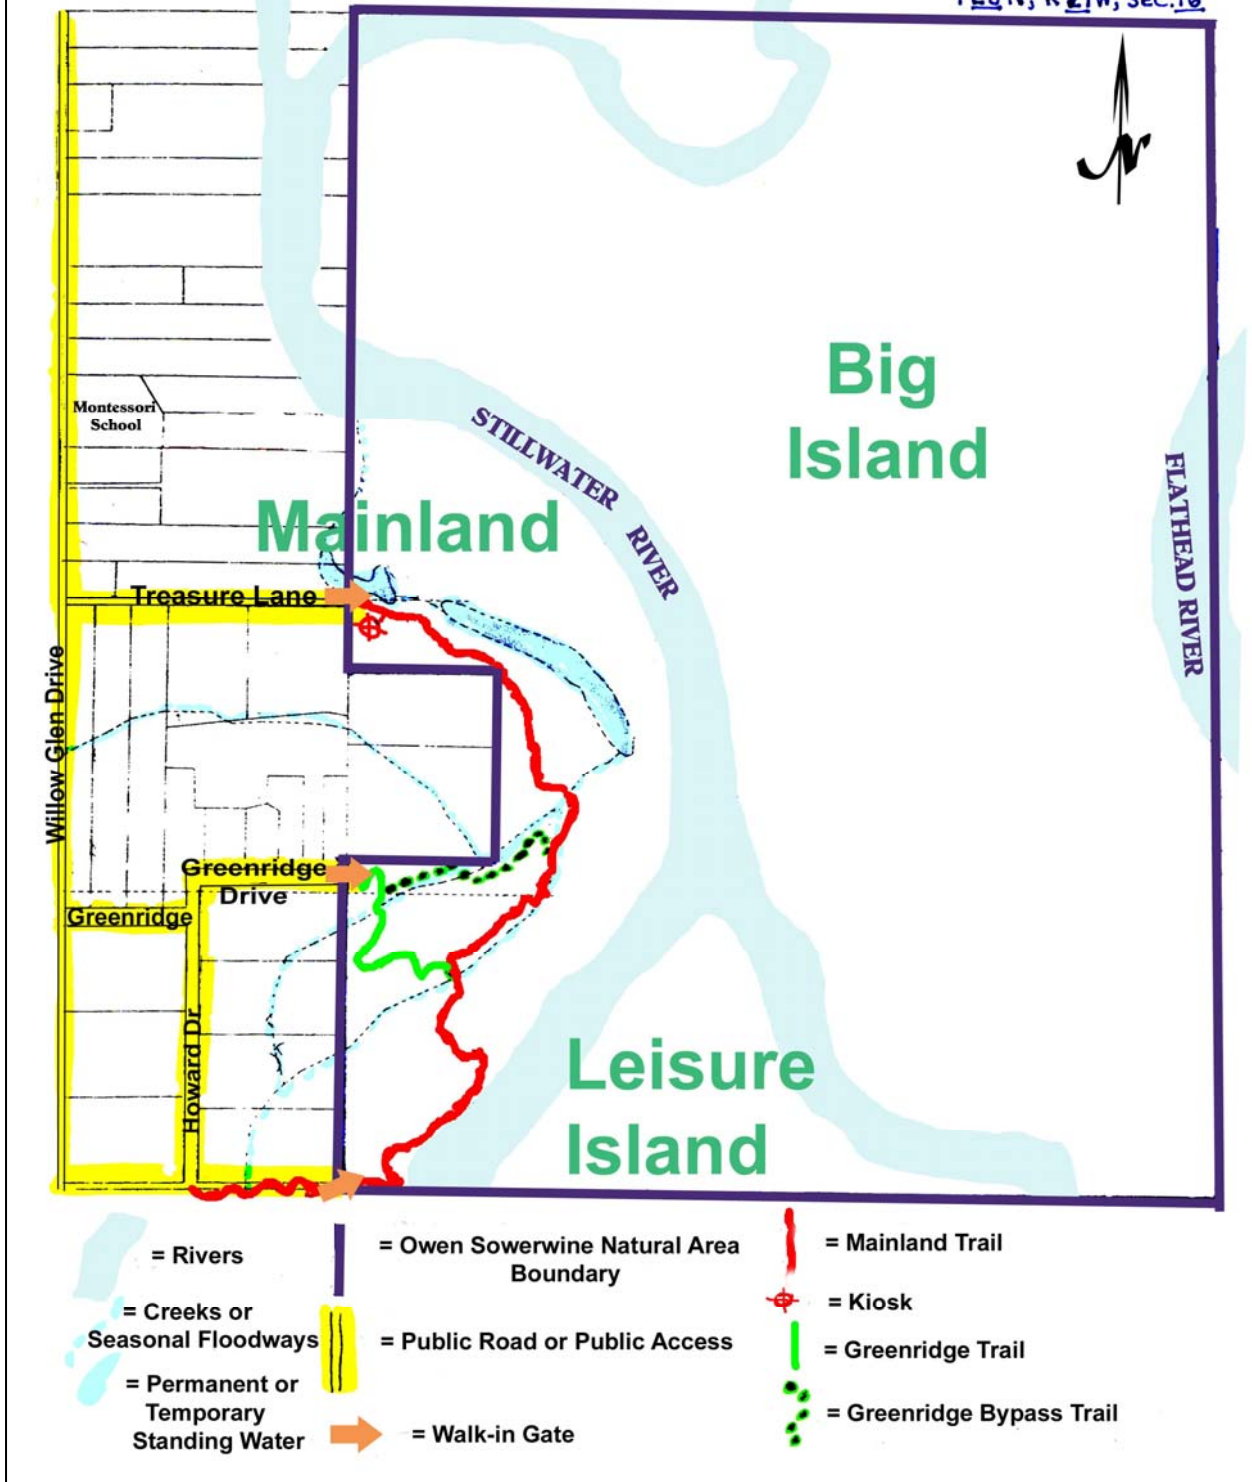 Big
Island
Montessori
School
STILLWATER
RIVER
FLATHEAD RIVER
Mainland
Treasure Lane
Willow Glen Drive
Greenridge
Drive
Greenridge
Howard Dr.
Leisure
Island
= Rivers
= Creeks or
Seasonal Floodways
= Permanent or
Temporary
Standing Water
= Owen Sowerwine Natural Area
Boundary
= Public Road or Public Access
= Walk-in Gate
= Mainland Trail
= Kiosk
= Greenridge Trail
= Greenridge Bypass Trail